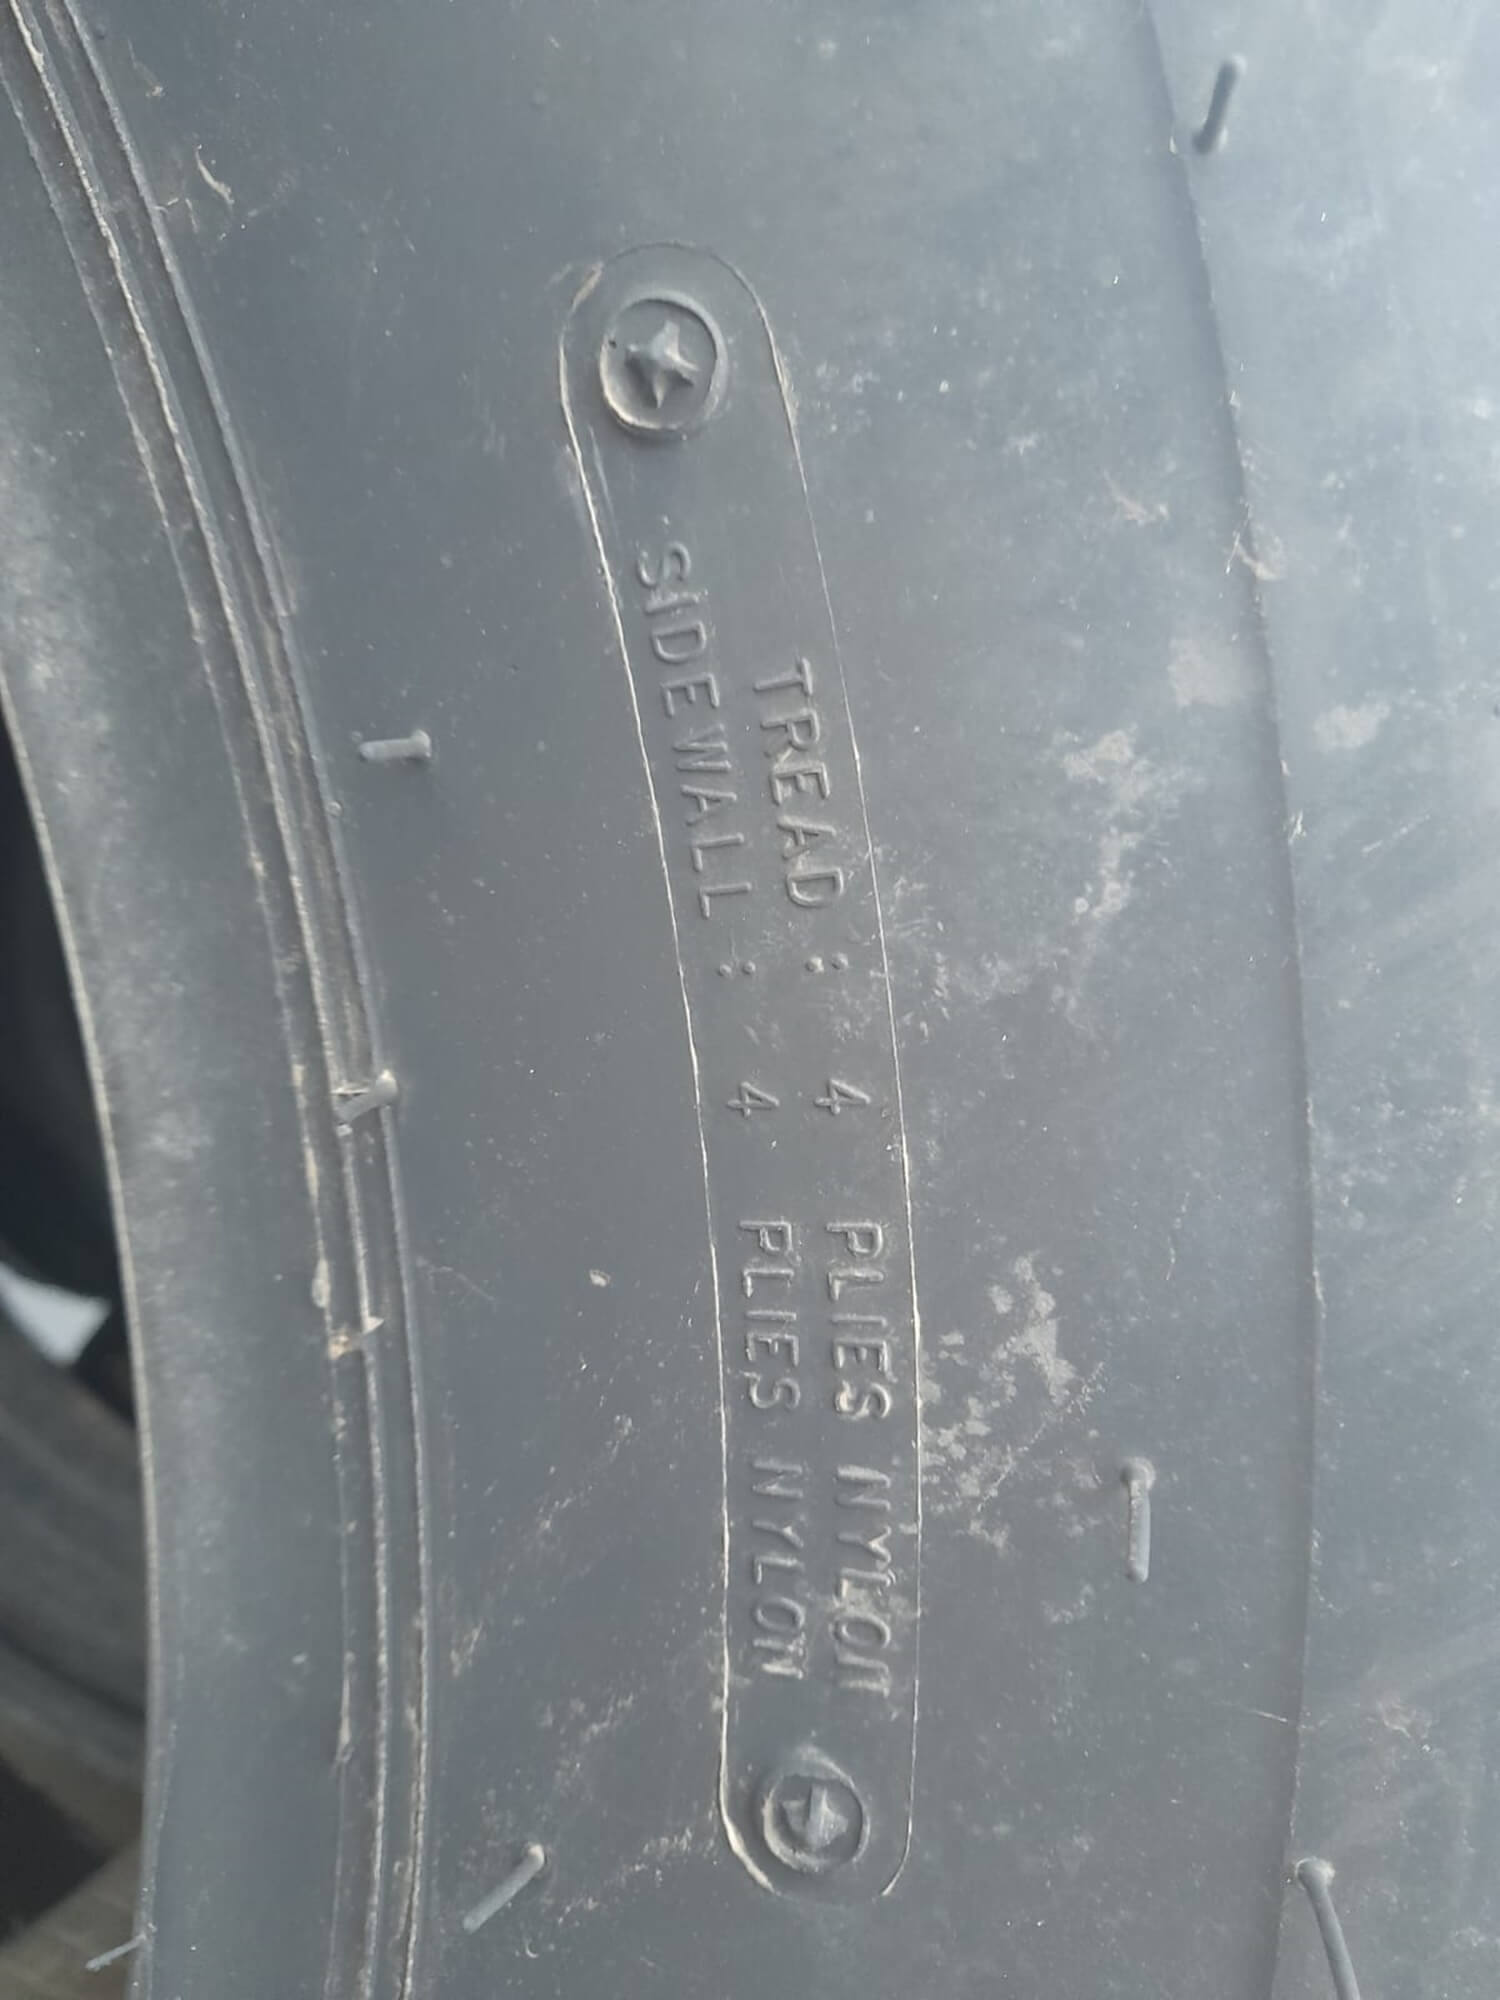 TREAD : 4 PLIES NYLON
SIDEWALL : 4 PLIES NYLON